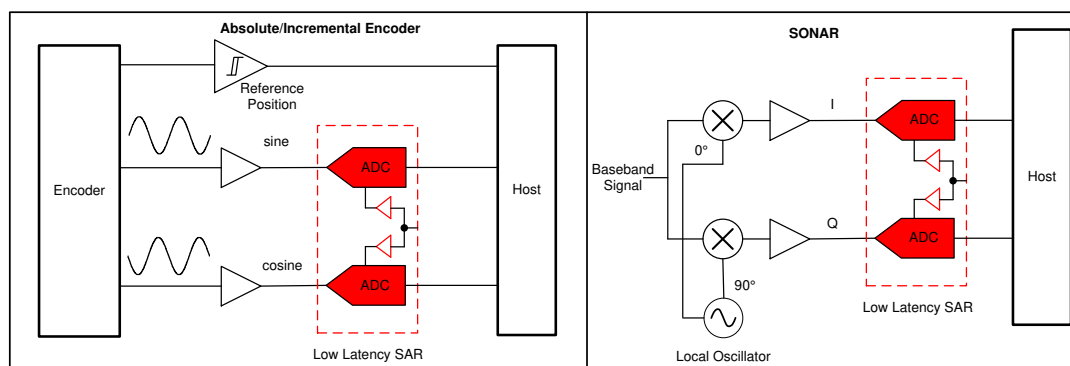 Absolute/Incremental Encoder
Reference
Position
sine
ADC
Encoder
Host
cosine
ADC
Low Latency SAR
SONAR
I
ADC
0°
Baseband
Signal
Host
Q
ADC
90°
Low Latency SAR
Local Oscillator